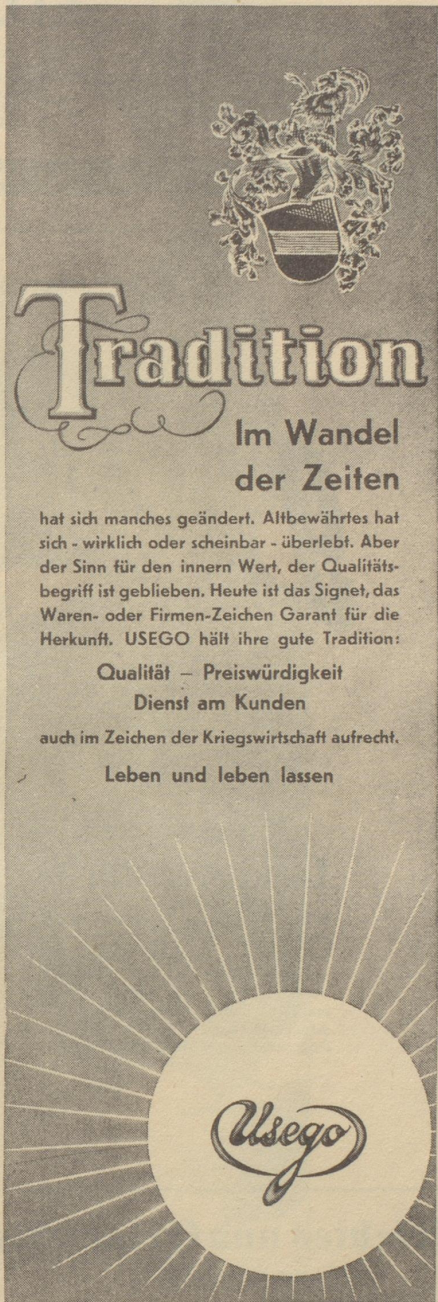 Tradition
Im Wandel
der Zeiten
hat sich manches geändert. Altbewährtes hat
sich - wirklich oder scheinbar - überlebt. Aber
der Sinn für den innern Wert, der Qualitäts-
begriff ist geblieben. Heute ist das Signet, das
Waren- oder Firmen-Zeichen Garant für die
Herkunft. USEGO hält ihre gute Tradition:
Qualität – Preiswürdigkeit
Dienst am Kunden
auch im Zeichen der Kriegswirtschaft aufrecht.
Leben und leben lassen
Usego